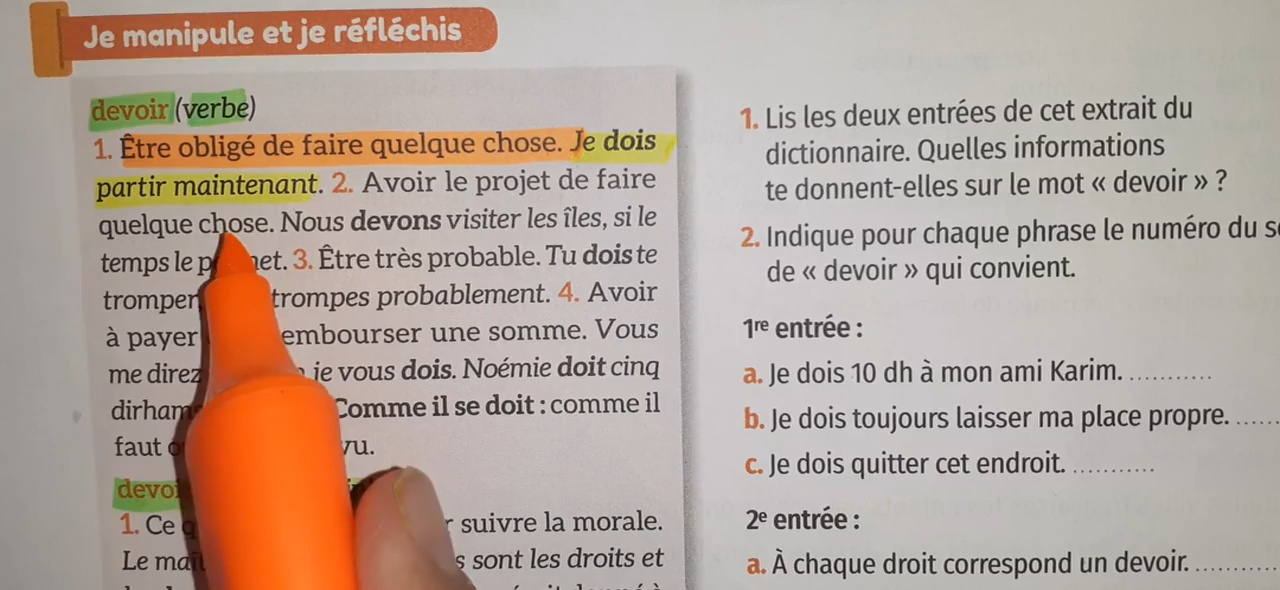 Je manipule et je réfléchis
devoir (verbe)
1. Être obligé de faire quelque chose. Je dois
partir maintenant. 2. Avoir le projet de faire
quelque chose. Nous devons visiter les îles, si le
temps le 3. Être très probable. Tu dois te
tromper trompes probablement. 4. Avoir
à payer embourser une somme. Vous
me direz je vous dois. Noémie doit cinq
dirhams Comme il se doit : comme il
faut
devoi
1. Ce suivre la morale.
Le sont les droits et
1. Lis les deux entrées de cet extrait du
dictionnaire. Quelles informations
te donnent-elles sur le mot « devoir » ?
2. Indique pour chaque phrase le numéro du s
de « devoir » qui convient.
1re entrée :
a. Je dois 10 dh à mon ami Karim. ...........
b. Je dois toujours laisser ma place propre. .....
c. Je dois quitter cet endroit. ...........
2e entrée :
a. À chaque droit correspond un devoir. ..........